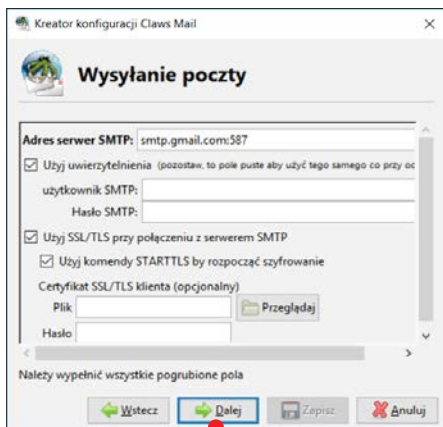 Kreator konfiguracji Claws Mail
Wysyłanie poczty
Adres serwer SMTP: smtp.gmail.com:587
Użyj uwierzytelnienia (pozostaw, to pole puste aby użyć tego samego co przy oc
użytkownik SMTP:
Hasło SMTP:
Użyj SSL/TLS przy połączeniu z serwerem SMTP
Użyj komendy STARTTLS by rozpocząć szyfrowanie
Certyfikat SSL/TLS klienta (opcjonalny)
Plik Przeglądaj
Hasło
Należy wypełnić wszystkie pogrubione pola
Wstecz Dalej Zapisz Anuluj